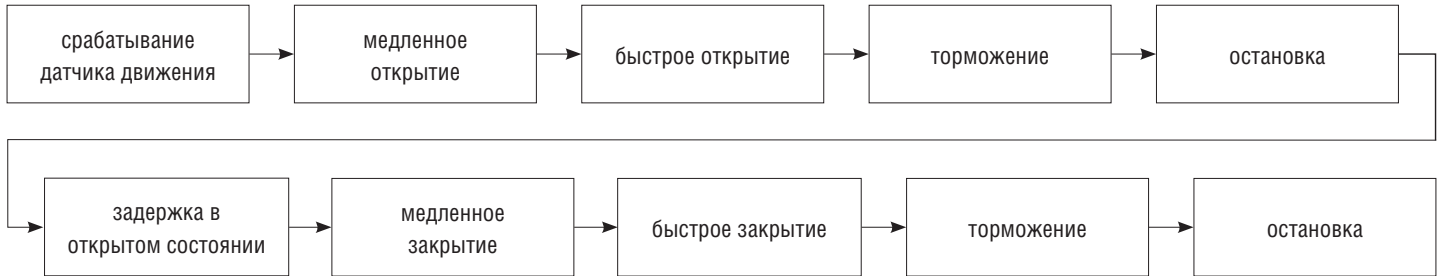 срабатывание
датчика движения
медленное
открытие
быстрое открытие
торможение
остановка
задержка в
открытом состоянии
медленное
закрытие
быстрое закрытие
торможение
остановка